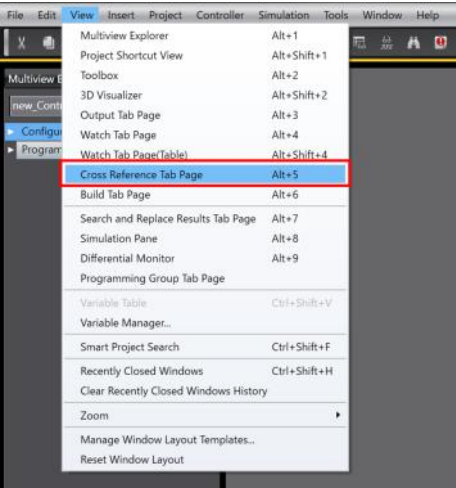 File Edit View Insert Project Controller Simulation Tools Window Help
Multiview Explorer Alt+1
Project Shortcut View Alt+Shift+1
Toolbox Alt+2
3D Visualizer Alt+Shift+2
Output Tab Page Alt+3
Watch Tab Page Alt+4
Watch Tab Page(Table) Alt+Shift+4
Cross Reference Tab Page Alt+5
Build Tab Page Alt+6
Search and Replace Results Tab Page Alt+7
Simulation Pane Alt+8
Differential Monitor Alt+9
Programming Group Tab Page
Variable Table Ctrl+Shift+V
Variable Manager...
Smart Project Search Ctrl+Shift+F
Recently Closed Windows Ctrl+Shift+H
Clear Recently Closed Windows History
Zoom
Manage Window Layout Templates...
Reset Window Layout
Multiview E
new_Cont
Configu
Program